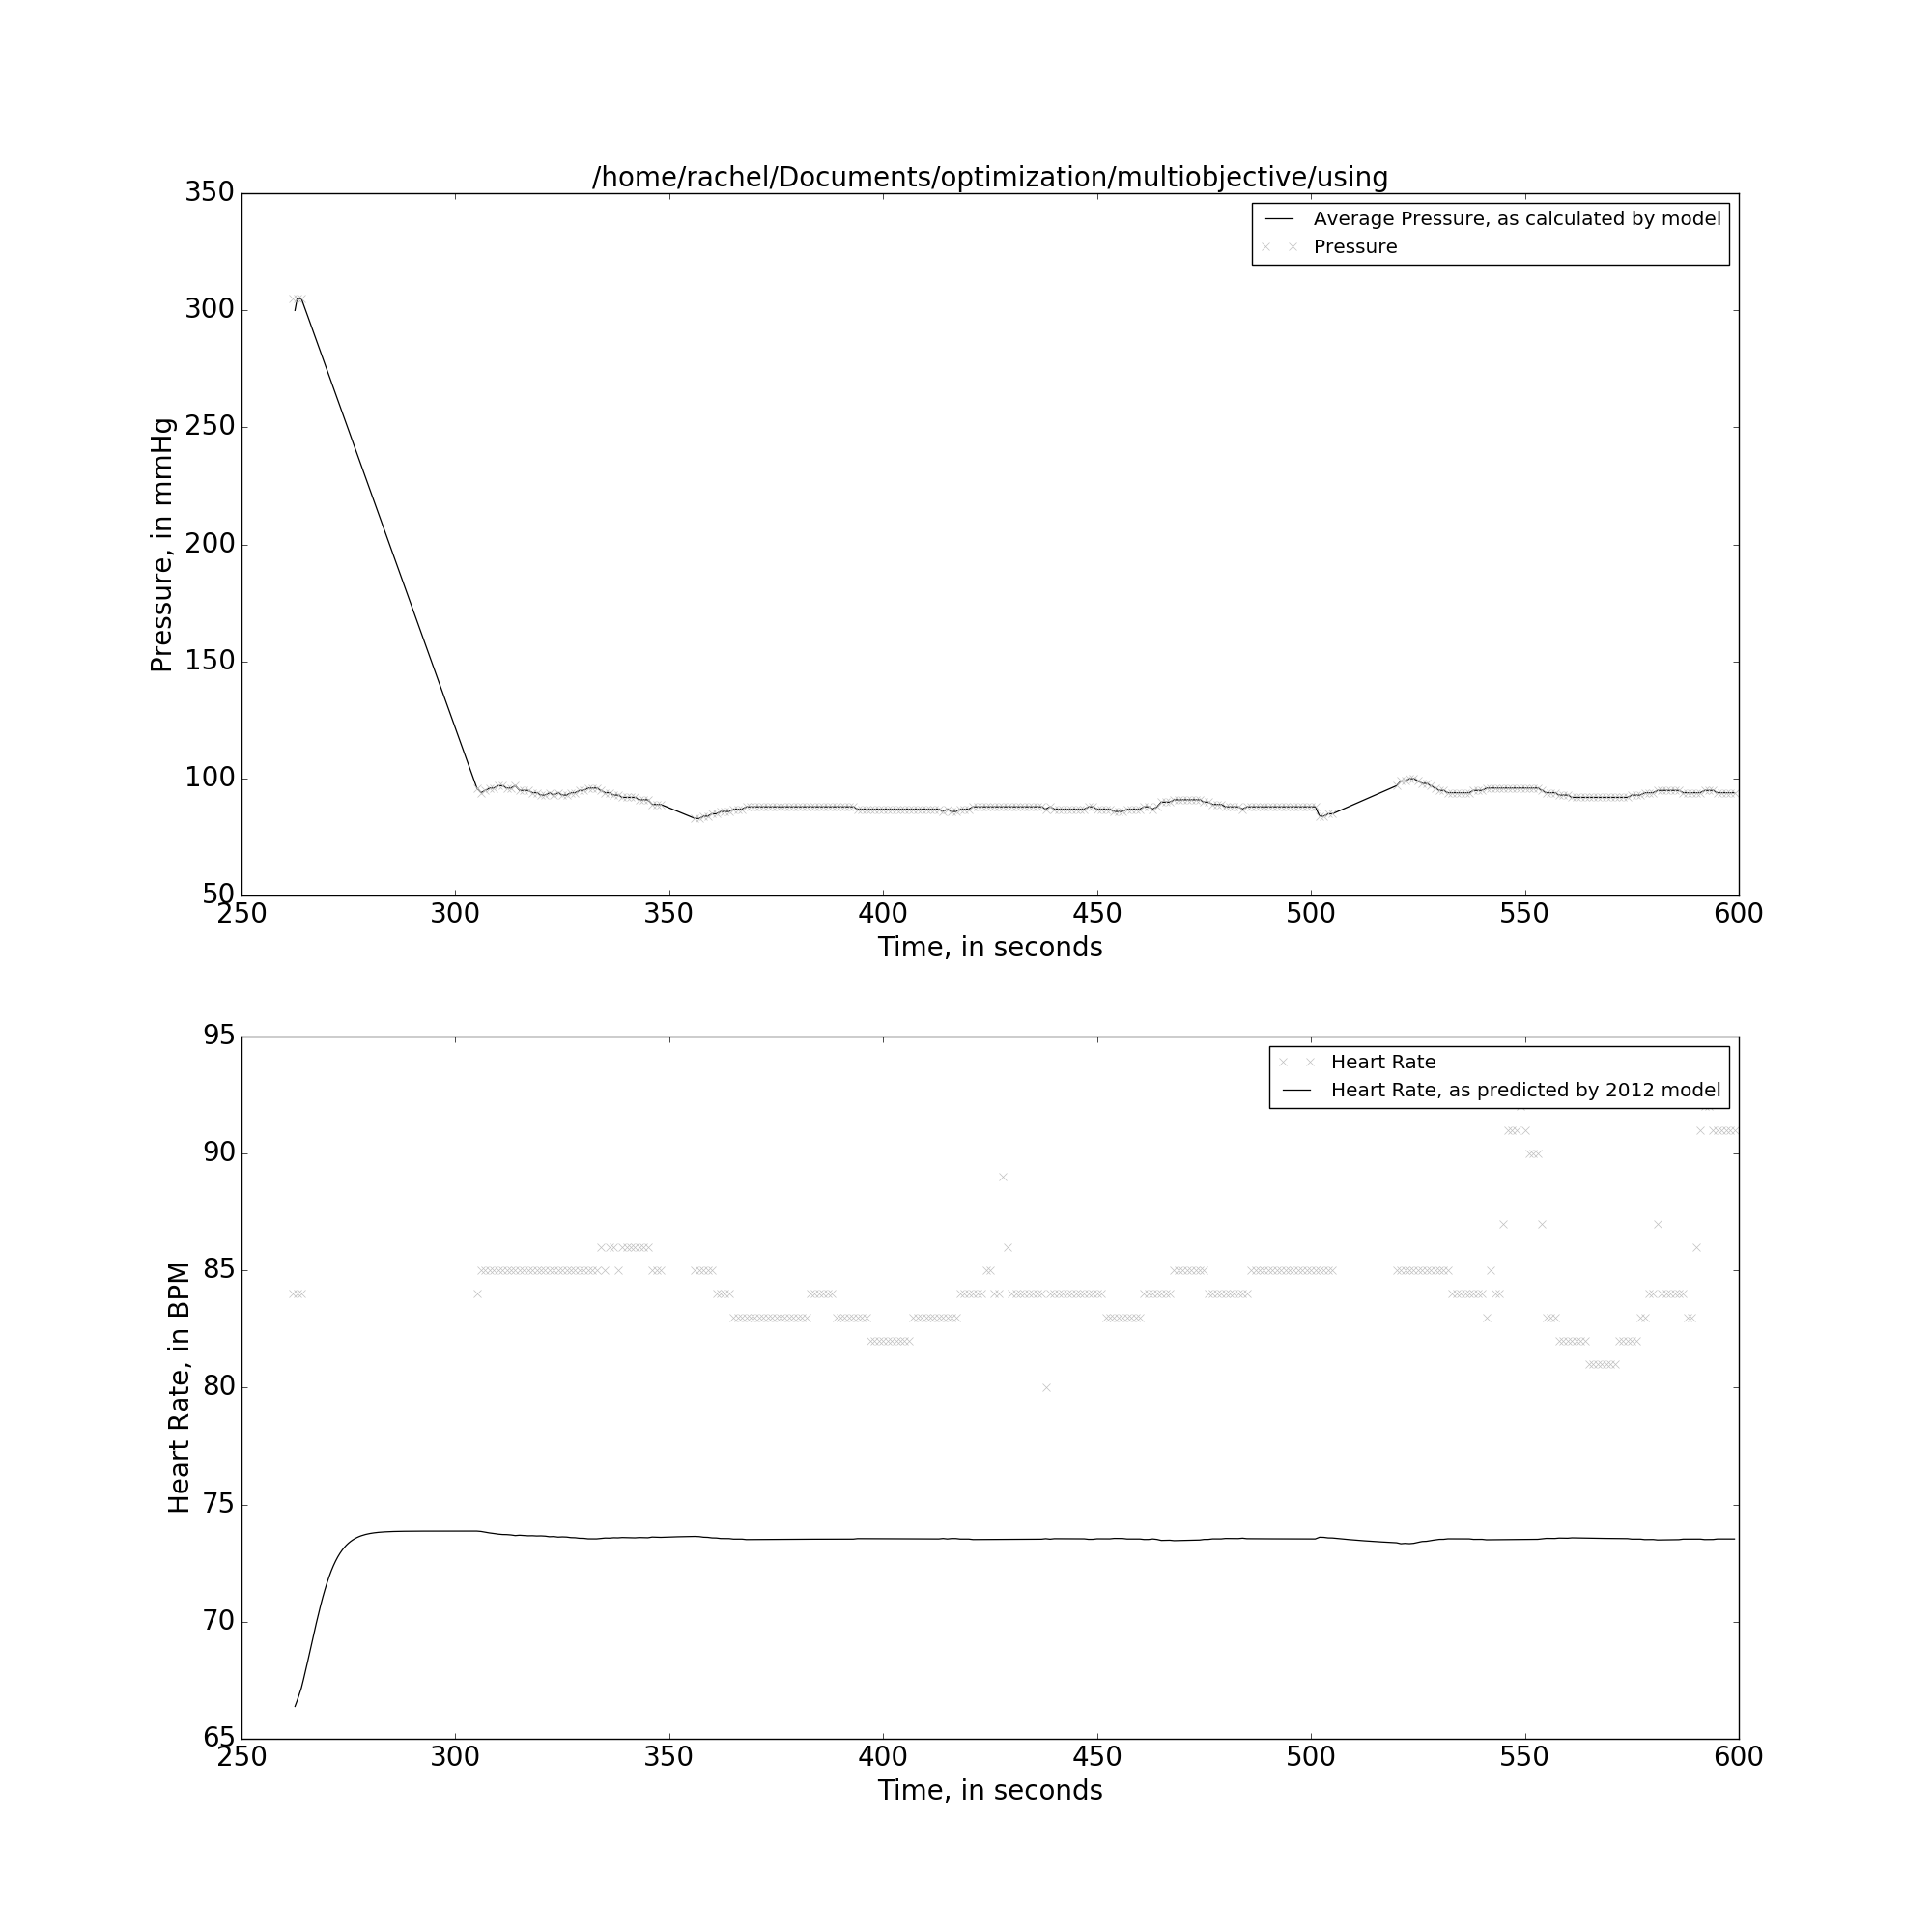 /home/rachel/Documents/optimization/multiobjective/using
350
300
250
200
150
100
50
Pressure, in mmHg
Average Pressure, as calculated by model
Pressure
250 300 350 400 450 500 550 600
Time, in seconds
95
90
85
80
75
70
65
Heart Rate, in BPM
Heart Rate
Heart Rate, as predicted by 2012 model
250 300 350 400 450 500 550 600
Time, in seconds